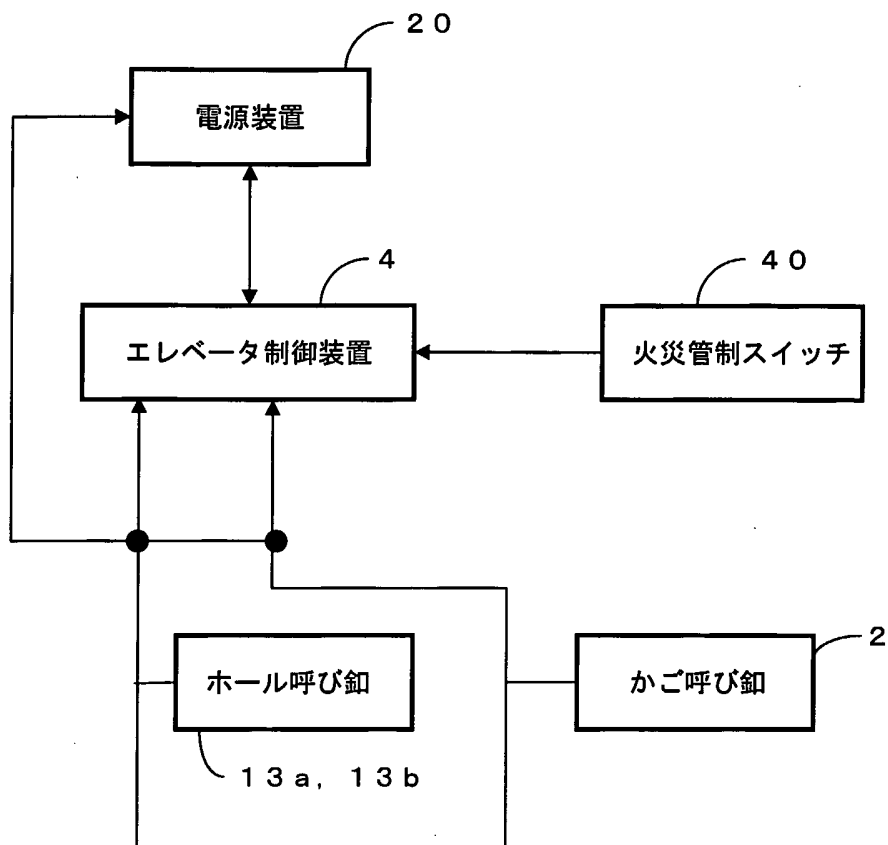 ２０
電源装置
４
４０
エレベータ制御装置
火災管制スイッチ
２
ホール呼び釦
かご呼び釦
１３ａ，１３ｂ